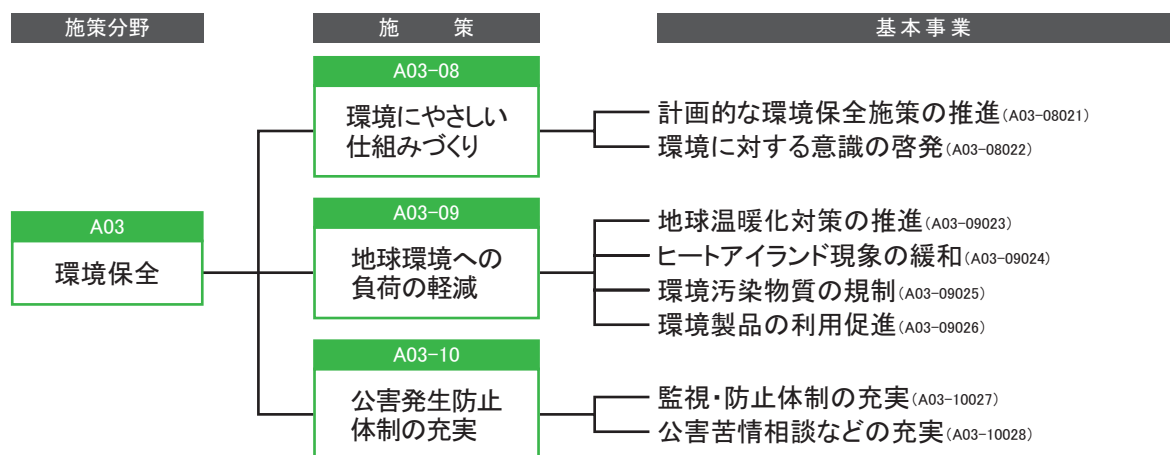 施策分野
施策
基本事業
A03
環境保全
A03-08
環境にやさしい
仕組みづくり
計画的な環境保全施策の推進(A03-08021)
環境に対する意識の啓発(A03-08022)
A03-09
地球環境への
負荷の軽減
地球温暖化対策の推進(A03-09023)
ヒートアイランド現象の緩和(A03-09024)
環境汚染物質の規制(A03-09025)
環境製品の利用促進(A03-09026)
A03-10
公害発生防止
体制の充実
監視・防止体制の充実(A03-10027)
公害苦情相談などの充実(A03-10028)